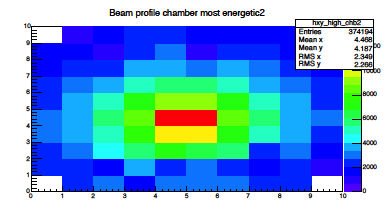 Beam profile chamber most energetic2
hxy_high_chb2
Entries 374194
Mean x 4.468
Mean y 4.187
RMS x 2.349
RMS y 2.266
10
9
8
7
6
5
4
3
2
1
0
0 1 2 3 4 5 6 7 8 9 10
8000
6000
4000
2000
0